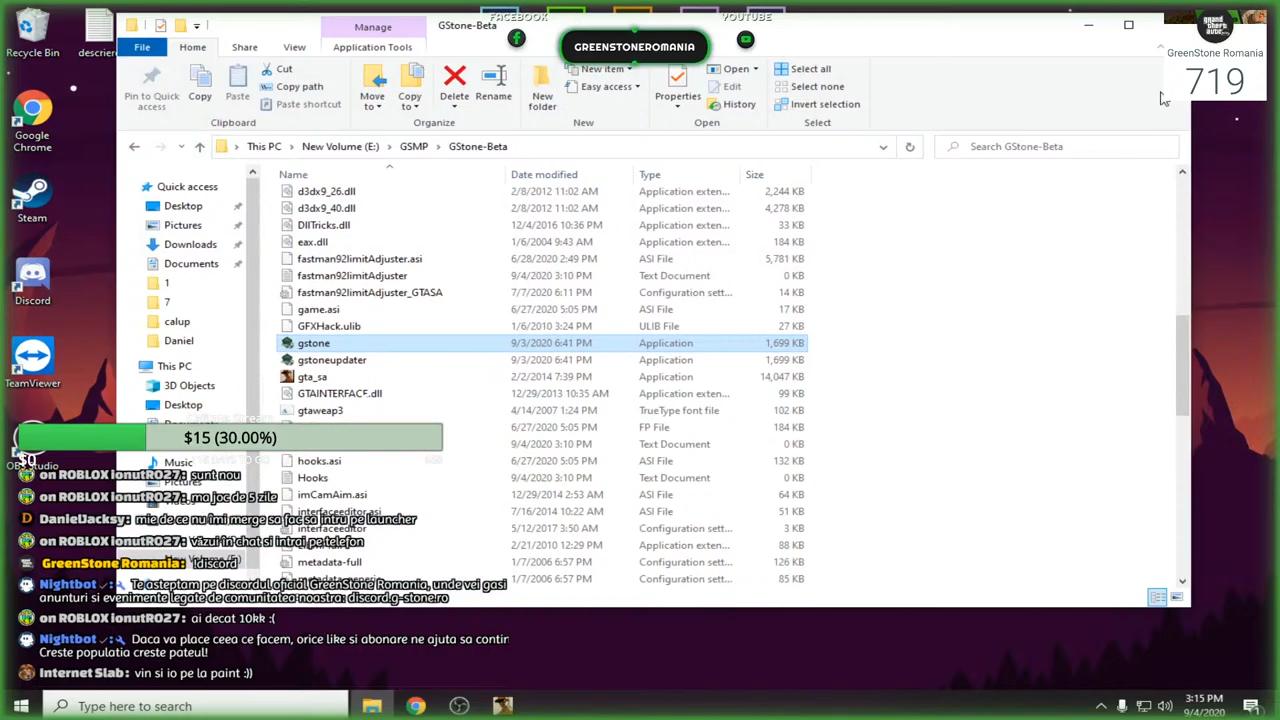 FACEBOOK
YOUTUBE
GREENSTONEROMANIA
GreenStone Romania
719
Recycle Bin
descrier
Google Chrome
Steam
Discord
TeamViewer
Manage
GStone-Beta
File
Home
Share
View
Application Tools
Pin to Quick access
Copy
Paste
Cut
Copy path
Paste shortcut
Clipboard
Move to
Copy to
Delete
Rename
Organize
New folder
New item
Easy access
New
Properties
Open
Edit
History
Open
Select all
Select none
Invert selection
Select
This PC > New Volume (E:) > GSMP > GStone-Beta
Search GStone-Beta
Quick access
Desktop
Pictures
Downloads
Documents
1
7
calup
Daniel
This PC
3D Objects
Desktop
Music
Name Date modified Type Size
d3dx9_26.dll 2/8/2012 11:02 AM Application exten... 2,244 KB
d3dx9_40.dll 2/8/2012 11:02 AM Application exten... 4,278 KB
DllTricks.dll 12/4/2016 10:36 PM Application exten... 33 KB
eax.dll 1/6/2004 9:43 AM Application exten... 184 KB
fastman92limitAdjuster.asi 6/28/2020 2:49 PM ASI File 5,781 KB
fastman92limitAdjuster 9/4/2020 3:10 PM Text Document 0 KB
fastman92limitAdjuster_GTASA 7/7/2020 6:11 PM Configuration sett... 14 KB
game.asi 6/27/2020 5:05 PM ASI File 17 KB
GFXHack.ulib 1/6/2010 3:24 PM ULIB File 27 KB
gstone 9/3/2020 6:41 PM Application 1,699 KB
gstoneupdater 9/3/2020 6:41 PM Application 1,699 KB
gta_sa 2/2/2014 7:39 PM Application 14,047 KB
GTAINTERFACE.dll 12/29/2013 10:35 AM Application exten... 99 KB
gtaweap3 4/14/2007 1:24 PM TrueType font file 102 KB
6/27/2020 5:05 PM FP File 184 KB
9/4/2020 3:10 PM Text Document 0 KB
hooks.asi 6/27/2020 5:05 PM ASI File 132 KB
Hooks 9/4/2020 3:10 PM Text Document 0 KB
imCamAim.asi 12/29/2014 2:53 AM ASI File 64 KB
interfaceeditor.asi 7/16/2014 10:22 AM ASI File 51 KB
interfaceeditor 5/12/2017 3:50 AM Configuration sett... 3 KB
2/21/2010 12:29 PM ASI File 88 KB
metadata-full 1/7/2006 6:57 PM Configuration sett... 126 KB
1/7/2006 6:57 PM Configuration sett... 85 KB
$15 (30.00%)
$0
on ROBLOX ionutRO27: sunt nou
on ROBLOX ionutRO27: ma joc de 5 zile
DanielJacksy: mie de ce nu îmi merge sa fac sa intru pe launcher
on ROBLOX ionutRO27: văzui in chat si intrai pe telefon
GreenStone Romania: !discord
Nightbot: Te asteptam pe discordul oficial GreenStone Romania, unde vei gasi
anunturi si evenimente legate de comunitatea noastra: discord.g-stone.ro
on ROBLOX ionutRO27: ai decat 10kk :(
Nightbot: Daca va place ceea ce facem, orice like si abonare ne ajuta sa contin
Creste populatia creste pateul!
Internet Slab: vin si io pe la paint :))
Type here to search
3:15 PM
9/4/2020